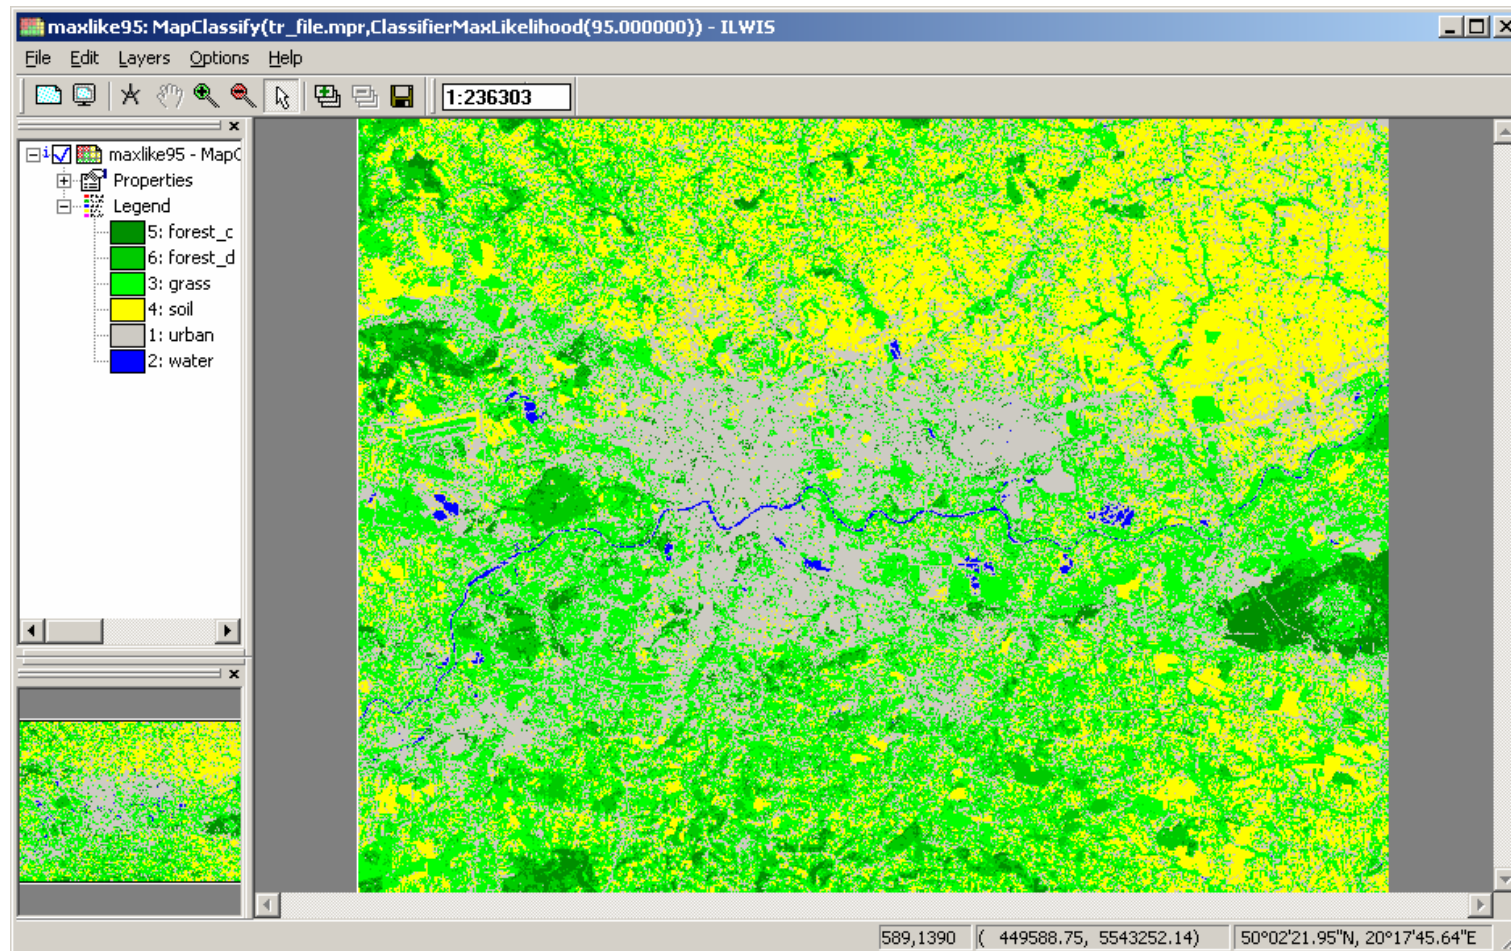 maxlike95: MapClassify(tr_file.mpr,ClassifierMaxLikelihood(95.000000)) - ILWIS
File Edit Layers Options Help
1:236303
maxlike95 - MapC
Properties
Legend
5: forest_c
6: forest_d
3: grass
4: soil
1: urban
2: water
589,1390 ( 449588.75, 5543252.14) 50°02'21.95"N, 20°17'45.64"E